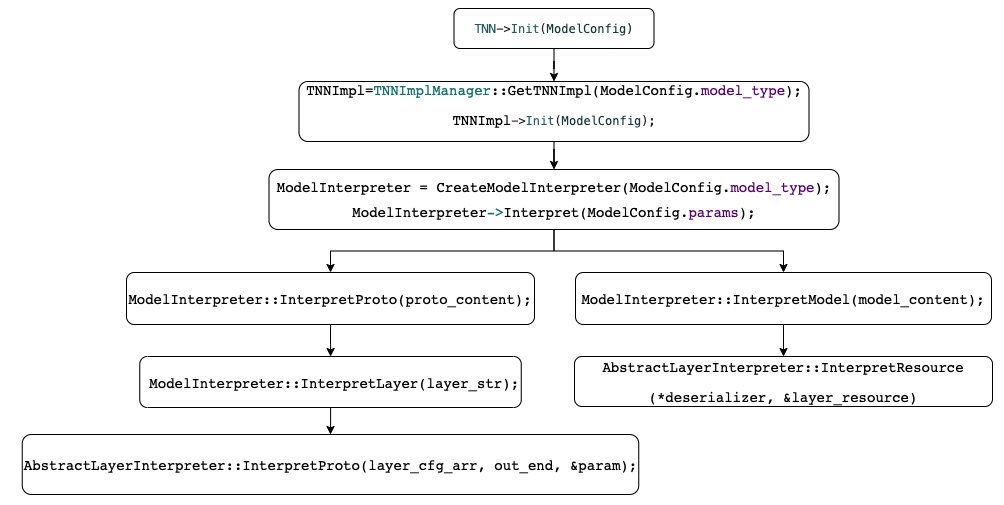 TNN->Init(ModelConfig)
TNNImpl=TNNImplManager::GetTNNImpl(ModelConfig.model_type);
TNNImpl->Init(ModelConfig);
ModelInterpreter = CreateModelInterpreter(ModelConfig.model_type);
ModelInterpreter->Interpret(ModelConfig.params);
ModelInterpreter::InterpretProto(proto_content);
ModelInterpreter::InterpretModel(model_content);
ModelInterpreter::InterpretLayer(layer_str);
AbstractLayerInterpreter::InterpretResource
(*deserializer, &layer_resource)
AbstractLayerInterpreter::InterpretProto(layer_cfg_arr, out_end, &param);